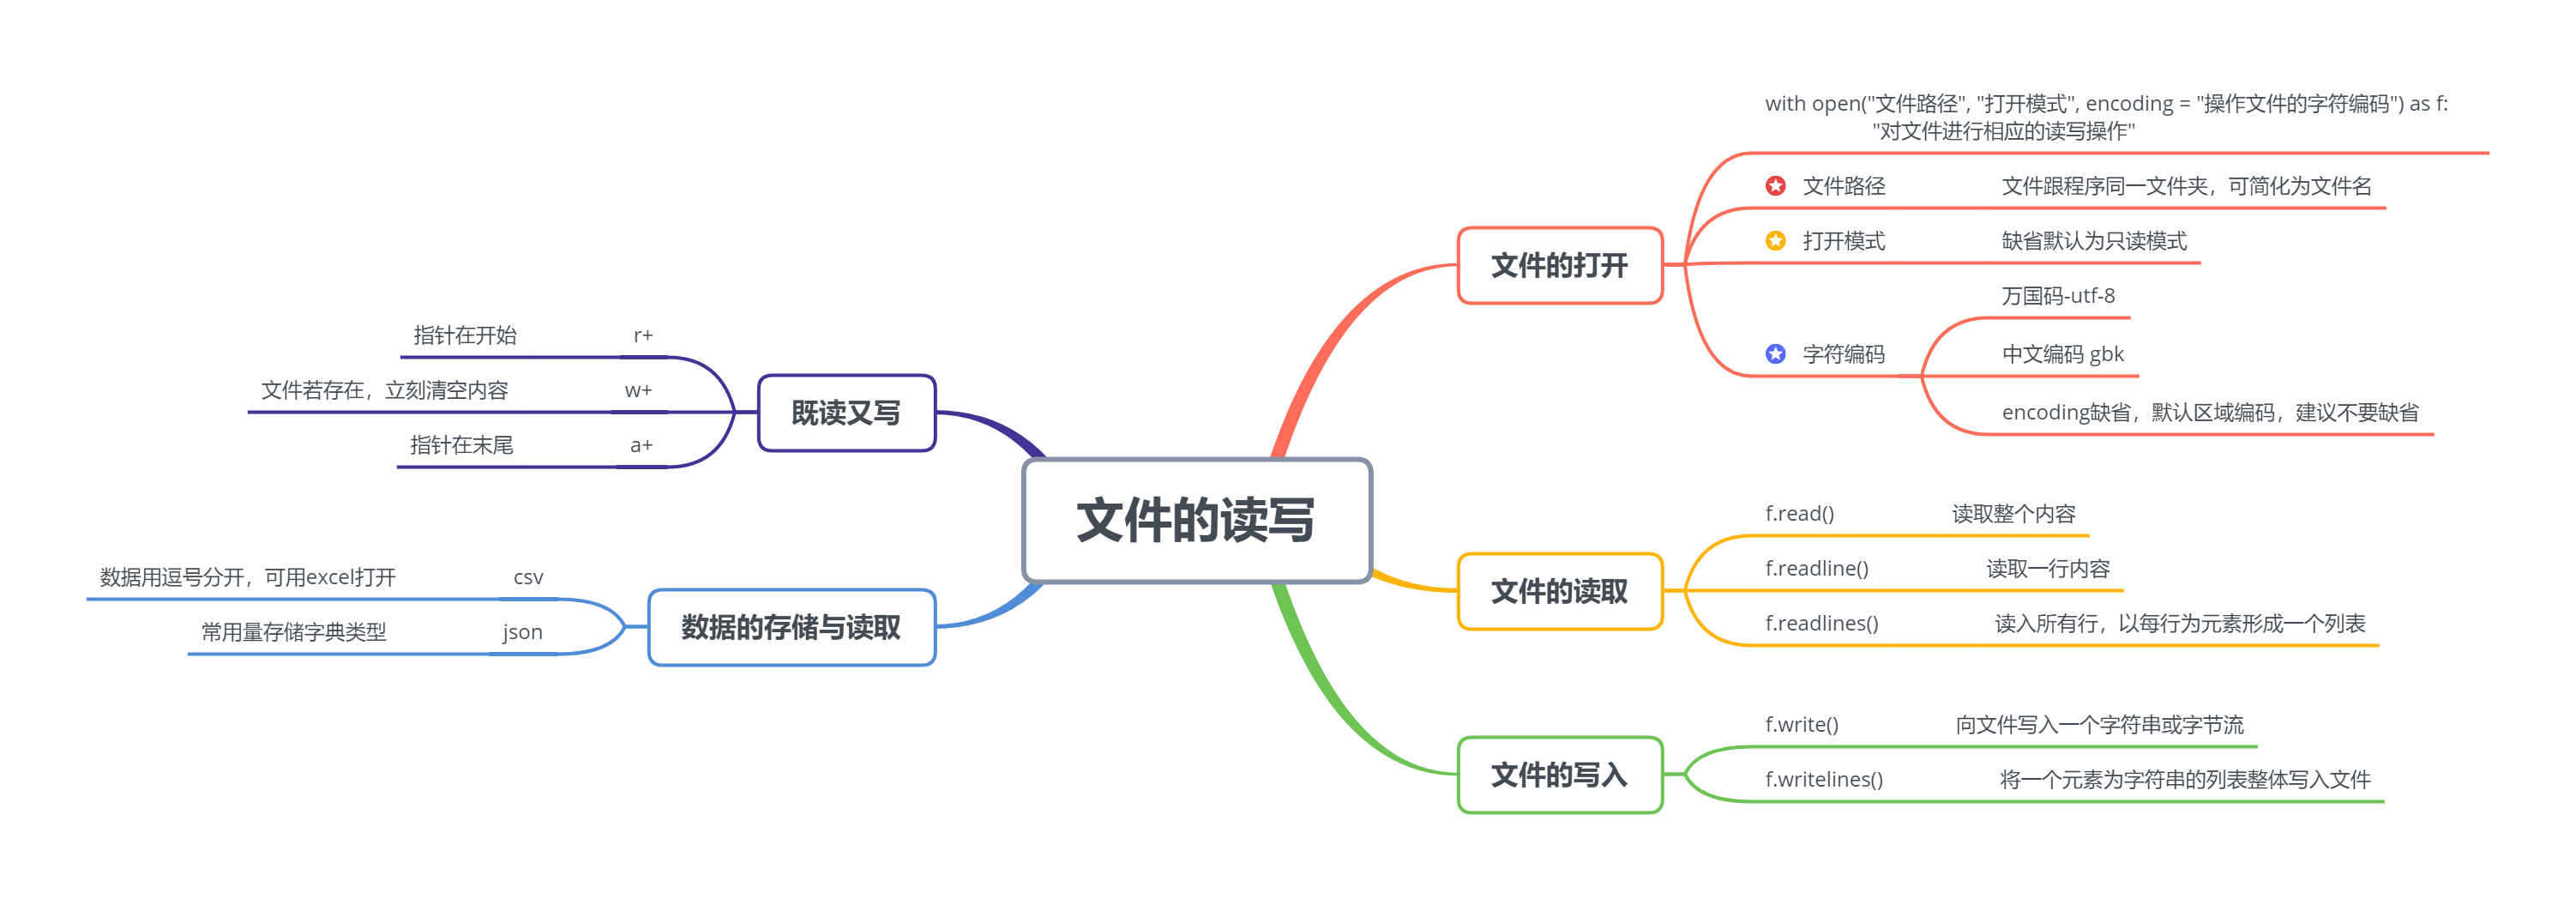 文件的读写
文件的打开
with open("文件路径", "打开模式", encoding = "操作文件的字符编码") as f:
"对文件进行相应的读写操作"
文件路径 文件跟程序同一文件夹，可简化为文件名
打开模式 缺省默认为只读模式
字符编码
万国码-utf-8
中文编码 gbk
encoding缺省，默认区域编码，建议不要缺省
文件的读取
f.read() 读取整个内容
f.readline() 读取一行内容
f.readlines() 读入所有行，以每行为元素形成一个列表
文件的写入
f.write() 向文件写入一个字符串或字节流
f.writelines() 将一个元素为字符串的列表整体写入文件
既读又写
r+ 指针在开始
w+ 文件若存在，立刻清空内容
a+ 指针在末尾
数据的存储与读取
csv 数据用逗号分开，可用excel打开
json 常用量存储字典类型